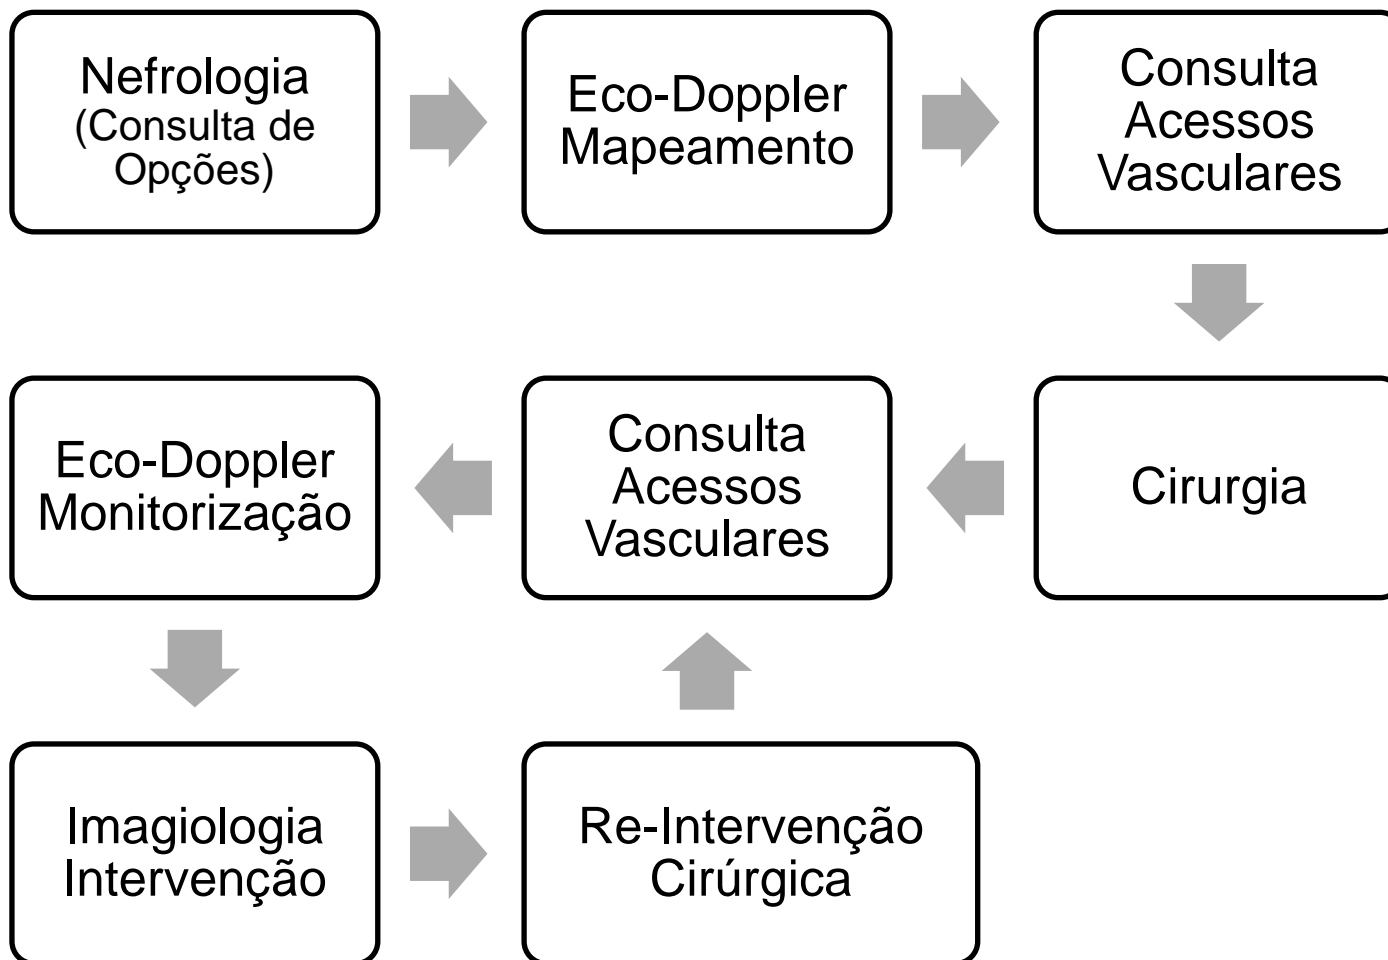 Nefrologia
(Consulta de
Opções)
Eco-Doppler
Mapeamento
Consulta
Acessos
Vasculares
Eco-Doppler
Monitorização
Consulta
Acessos
Vasculares
Cirurgia
Imagiologia
Intervenção
Re-Intervenção
Cirúrgica